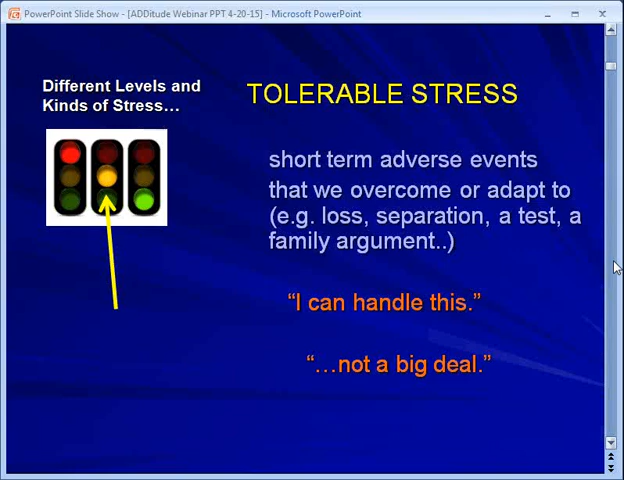 PowerPoint Slide Show - [ADDitude Webinar PPT 4-20-15] - Microsoft PowerPoint
Different Levels and
Kinds of Stress…
TOLERABLE STRESS
short term adverse events
that we overcome or adapt to
(e.g. loss, separation, a test, a
family argument..)
“I can handle this.”
“…not a big deal.”